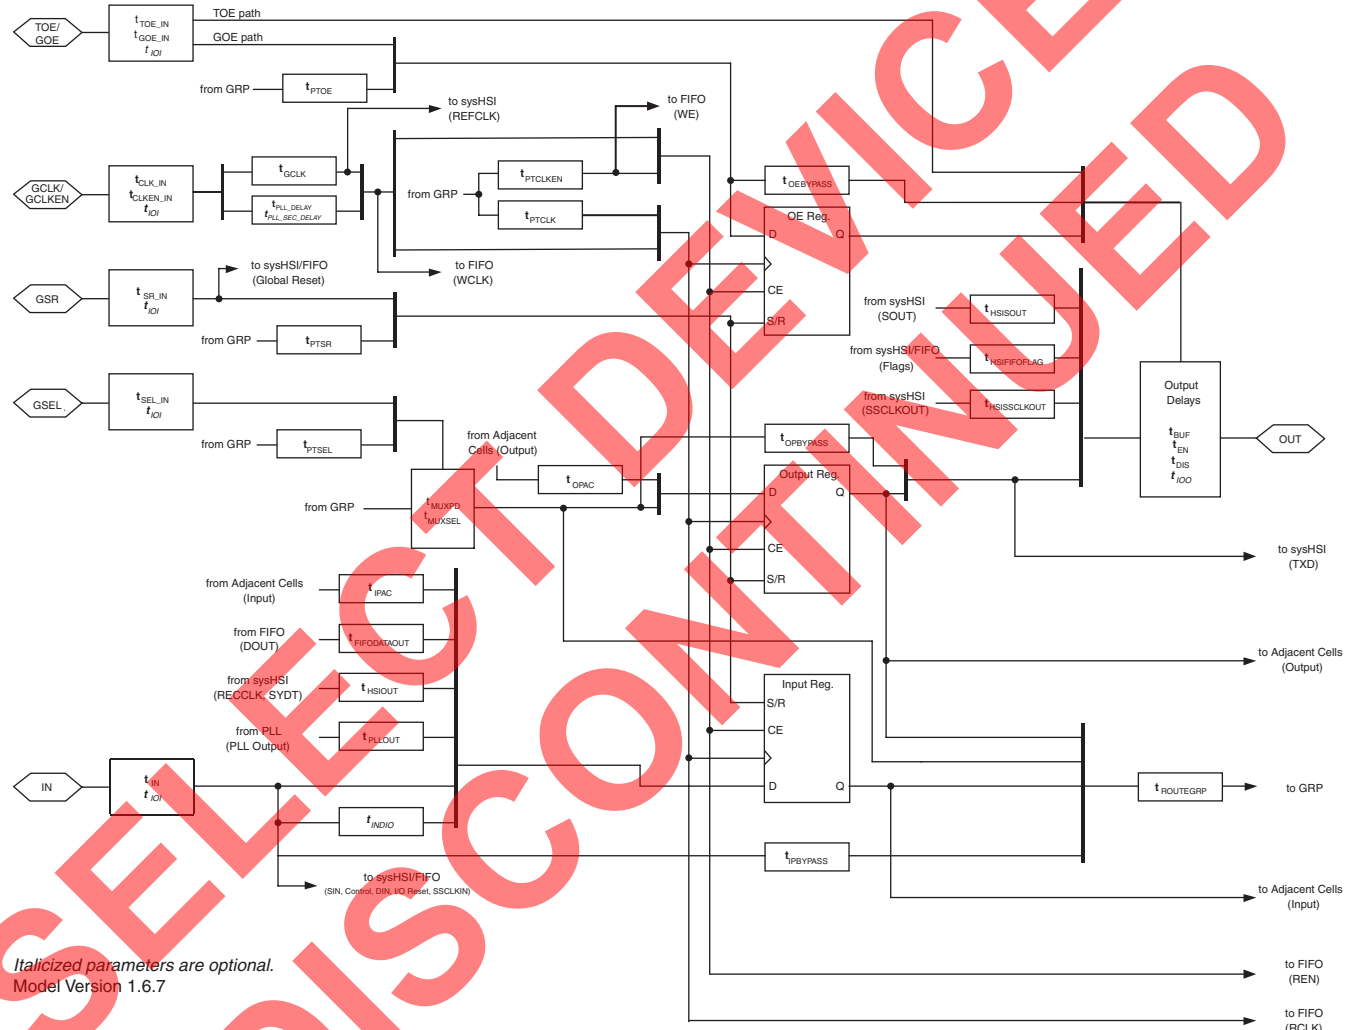 TOE/
GOE
tTOE_IN
tGOE_IN
tIOI
TOE path
GOE path
from GRP
tPTOE
to sysHSI
(REFCLK)
to FIFO
(WE)
GCLK/
GCLKEN
tCLK_IN
tCLKEN_IN
tIOI
tGCLK
tPLL_DELAY
tPLL_SEC_DELAY
from GRP
tPTCLKEN
tPTCLK
tOEBYPASS
OE Reg.
D
Q
CE
S/R
to sysHSI/FIFO
(Global Reset)
to FIFO
(WCLK)
GSR
tSR_IN
tIOI
from GRP
tPTSR
from sysHSI
(SOUT)
tHSISOUT
from sysHSI/FIFO
(Flags)
tHSIFIFOFLAG
from sysHSI
(SSCLKOUT)
tHSISSCLKOUT
Output
Delays
tBUF
tEN
tDIS
tIOO
OUT
GSEL
tSEL_IN
tIOI
from GRP
tPTSEL
from Adjacent
Cells (Output)
tOPAC
tOPBYPASS
Output Reg.
D
Q
CE
S/R
from GRP
tMUXPD
tMUXSEL
to sysHSI
(TXD)
from Adjacent Cells
(Input)
tIPAC
from FIFO
(DOUT)
tFIFODATAOUT
from sysHSI
(RECCLK, SYDT)
tHSIOUT
from PLL
(PLL Output)
tPLLOUT
to Adjacent Cells
(Output)
Input Reg.
S/R
CE
D
Q
IN
tIN
tIOI
tINDIO
tROUTEGRP
to GRP
tIPBYPASS
to sysHSI/FIFO
(SIN, Control, DIN, I/O Reset, SSCLKIN)
to Adjacent Cells
(Input)
Italicized parameters are optional.
Model Version 1.6.7
to FIFO
(REN)
to FIFO
(RCLK)
SELECT DEVICE
DISCONTINUED